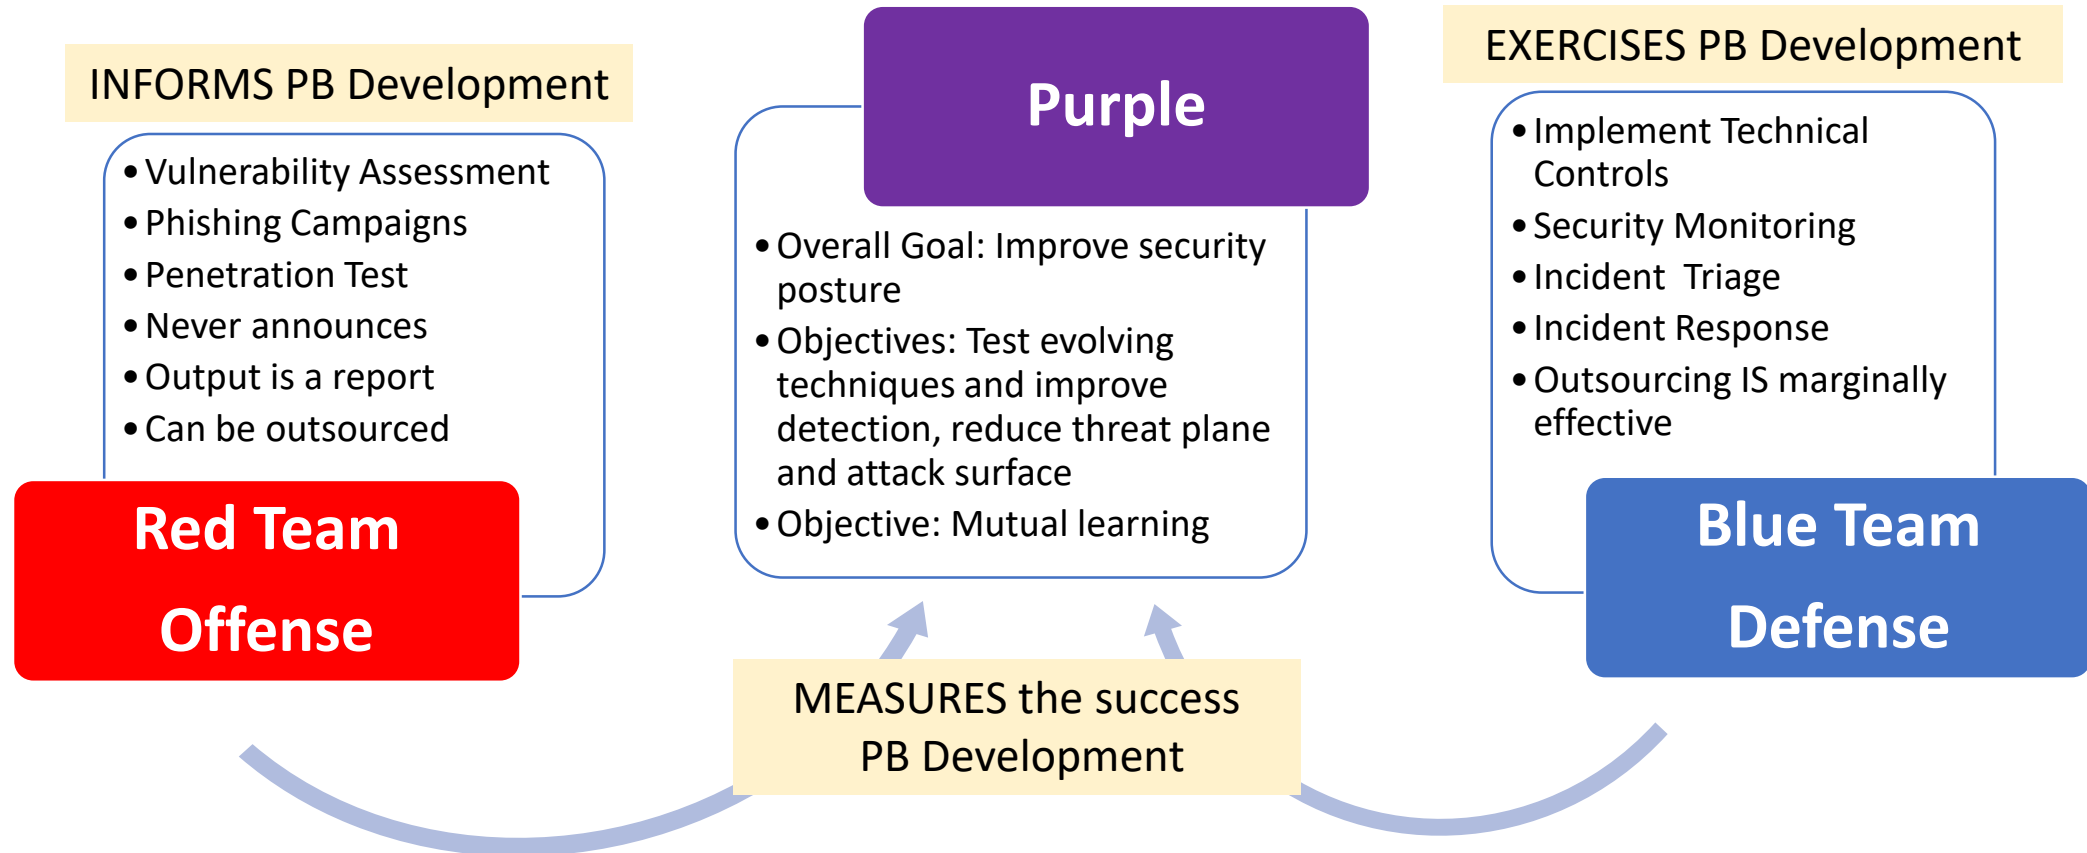 INFORMS PB Development
• Vulnerability Assessment
• Phishing Campaigns
• Penetration Test
• Never announces
• Output is a report
• Can be outsourced
Red Team
Offense
Purple
• Overall Goal: Improve security
posture
• Objectives: Test evolving
techniques and improve
detection, reduce threat plane
and attack surface
• Objective: Mutual learning
MEASURES the success
PB Development
EXERCISES PB Development
• Implement Technical
Controls
• Security Monitoring
• Incident  Triage
• Incident Response
• Outsourcing IS marginally
effective
Blue Team
Defense